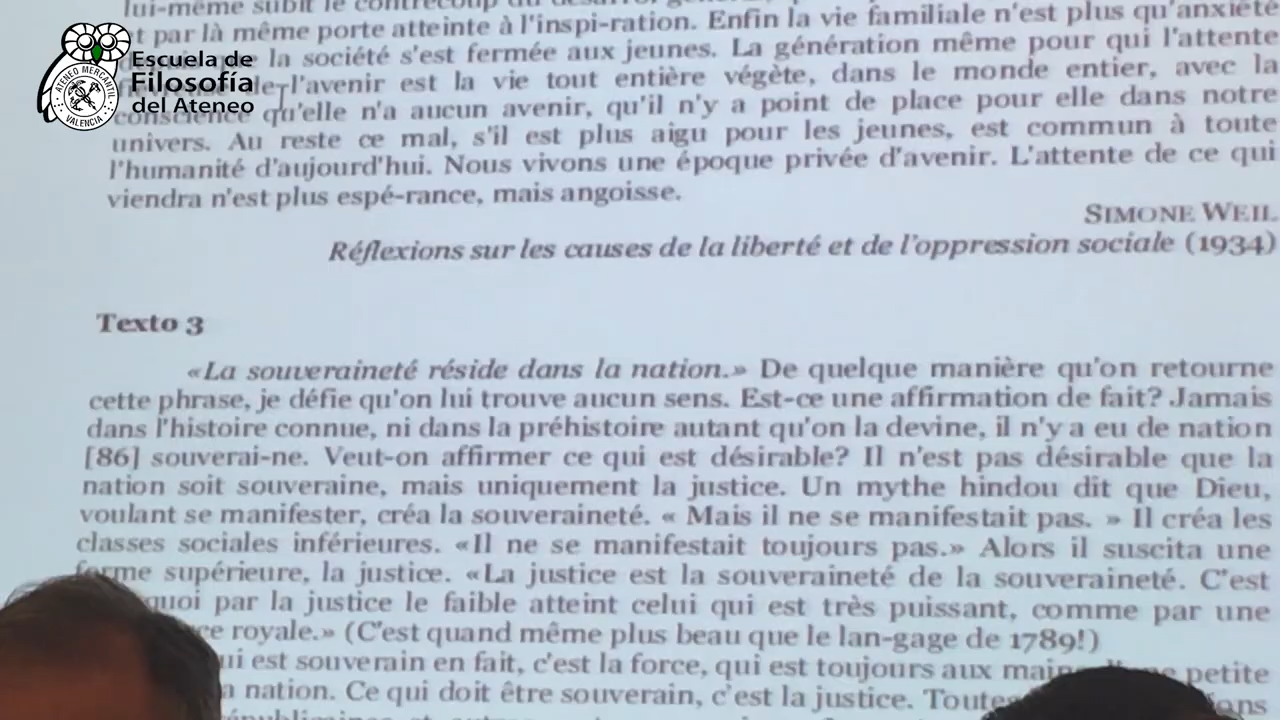 lui-même subit le contrecoup du
t par là même porte atteinte à l'inspi-ration. Enfin la vie familiale n'est plus qu'anxiété
la société s'est fermée aux jeunes. La génération même pour qui l'attente
de l'avenir est la vie tout entière végète, dans le monde entier, avec la
conscience qu'elle n'a aucun avenir, qu'il n'y a point de place pour elle dans notre
univers. Au reste ce mal, s'il est plus aigu pour les jeunes, est commun à toute
l'humanité d'aujourd'hui. Nous vivons une époque privée d'avenir. L'attente de ce qui
viendra n'est plus espé-rance, mais angoisse.
SIMONE WEIL
Réflexions sur les causes de la liberté et de l'oppression sociale (1934)
Texto 3
«La souveraineté réside dans la nation.» De quelque manière qu'on retourne
cette phrase, je défie qu'on lui trouve aucun sens. Est-ce une affirmation de fait? Jamais
dans l'histoire connue, ni dans la préhistoire autant qu'on la devine, il n'y a eu de nation
[86] souverai-ne. Veut-on affirmer ce qui est désirable? Il n'est pas désirable que la
nation soit souveraine, mais uniquement la justice. Un mythe hindou dit que Dieu,
voulant se manifester, créa la souveraineté. « Mais il ne se manifestait pas. » Il créa les
classes sociales inférieures. «Il ne se manifestait toujours pas.» Alors il suscita une
forme supérieure, la justice. «La justice est la souveraineté de la souveraineté. C'est
quoi par la justice le faible atteint celui qui est très puissant, comme par une
ce royale.» (C'est quand même plus beau que le lan-gage de 1789!)
ui est souverain en fait, c'est la force, qui est toujours aux mains d'une petite
a nation. Ce qui doit être souverain, c'est la justice. Toutes
Escuela de
Filosofía
del Ateneo
ATENEO MERCANTIL
VALENCIA